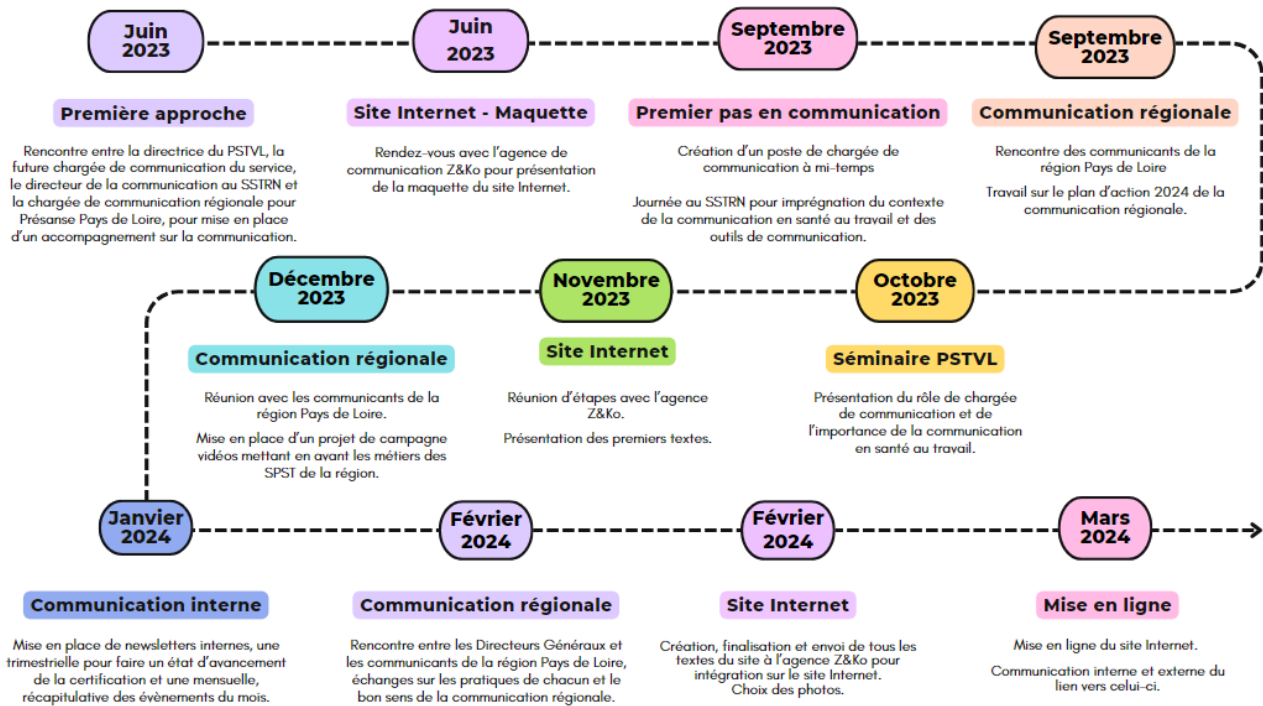 Juin
2023
Juin
2023
Septembre
2023
Septembre
2023
Première approche
Rencontre entre la directrice du PSTVL, la
future chargée de communication du service,
le directeur de la communication au SSTRN et
la chargée de communication régionale pour
Présanse Pays de Loire, pour mise en place
d'un accompagnement sur la communication.
Site Internet - Maquette
Rendez-vous avec l'agence de
communication Z&Ko pour présentation
de la maquette du site Internet.
Premier pas en communication
Création d'un poste de chargée de
communication à mi-temps
Journée au SSTRN pour imprégnation du contexte
de la communication en santé au travail et des
outils de communication.
Communication régionale
Rencontre des communicants de la
région Pays de Loire
Travail sur le plan d'action 2024 de la
communication régionale.
Décembre
2023
Novembre
2023
Octobre
2023
Communication régionale
Réunion avec les communicants de la
région Pays de Loire.
Mise en place d'un projet de campagne
vidéos mettant en avant les métiers des
SPST de la région.
Site Internet
Réunion d'étapes avec l'agence
Z&Ko.
Présentation des premiers textes.
Séminaire PSTVL
Présentation du rôle de chargée
de communication et de
l'importance de la communication
en santé au travail.
Janvier
2024
Février
2024
Février
2024
Mars
2024
Communication interne
Mise en place de newsletters internes, une
trimestrielle pour faire un état d'avancement
de la certification et une mensuelle,
récapitulative des évènements du mois.
Communication régionale
Rencontre entre les Directeurs Généraux et
les communicants de la région Pays de Loire,
échanges sur les pratiques de chacun et le
bon sens de la communication régionale.
Site Internet
Création, finalisation et envoi de tous les
textes du site à l'agence Z&Ko pour
intégration sur le site Internet.
Choix des photos.
Mise en ligne
Mise en ligne du site Internet.
Communication interne et externe du
lien vers celui-ci.